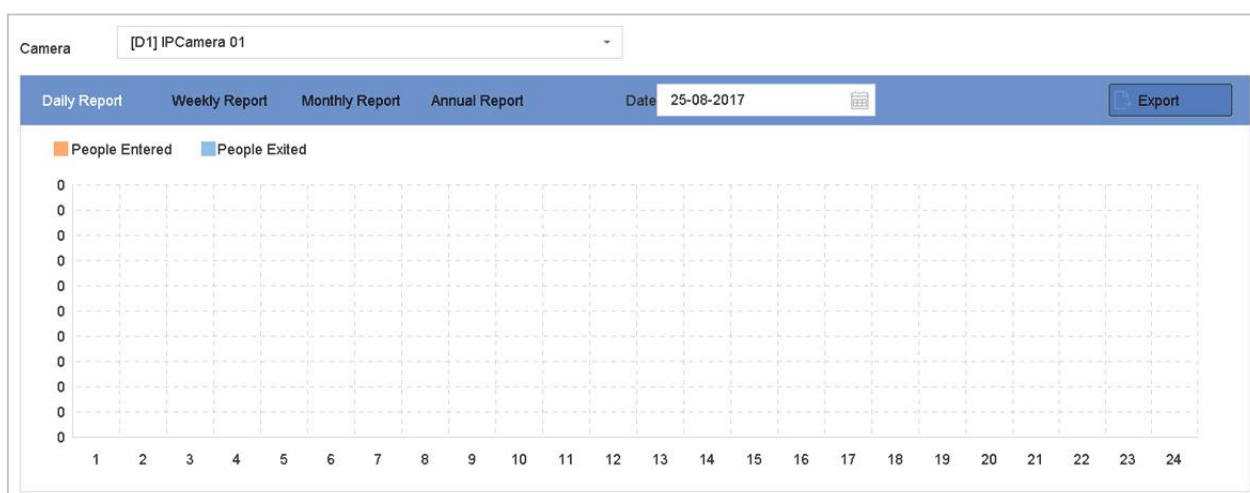 Camera [D1] IPCamera 01
Daily Report Weekly Report Monthly Report Annual Report Date 25-08-2017 Export
People Entered People Exited
0
0
0
0
0
0
0
0
0
0
0
1 2 3 4 5 6 7 8 9 10 11 12 13 14 15 16 17 18 19 20 21 22 23 24